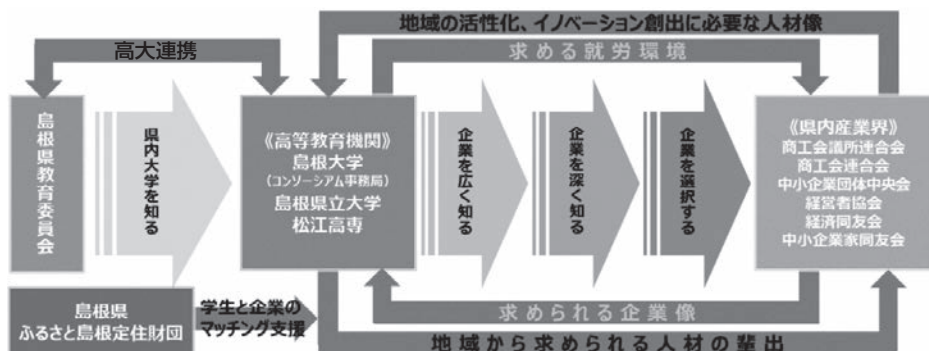 地域の活性化、イノベーション創出に必要な人材像
求める就労環境
高大連携
島根県教育委員会
県内大学を知る
《高等教育機関》
島根大学
(コンソーシアム事務局)
島根県立大学
松江高専
企業を広く知る
企業を深く知る
企業を選択する
《県内産業界》
商工会議所連合会
商工会連合会
中小企業団体中央会
経営者協会
経済同友会
中小企業家同友会
島根県
ふるさと島根定住財団
学生と企業の
マッチング支援
求められる企業像
地域から求められる人材の輩出